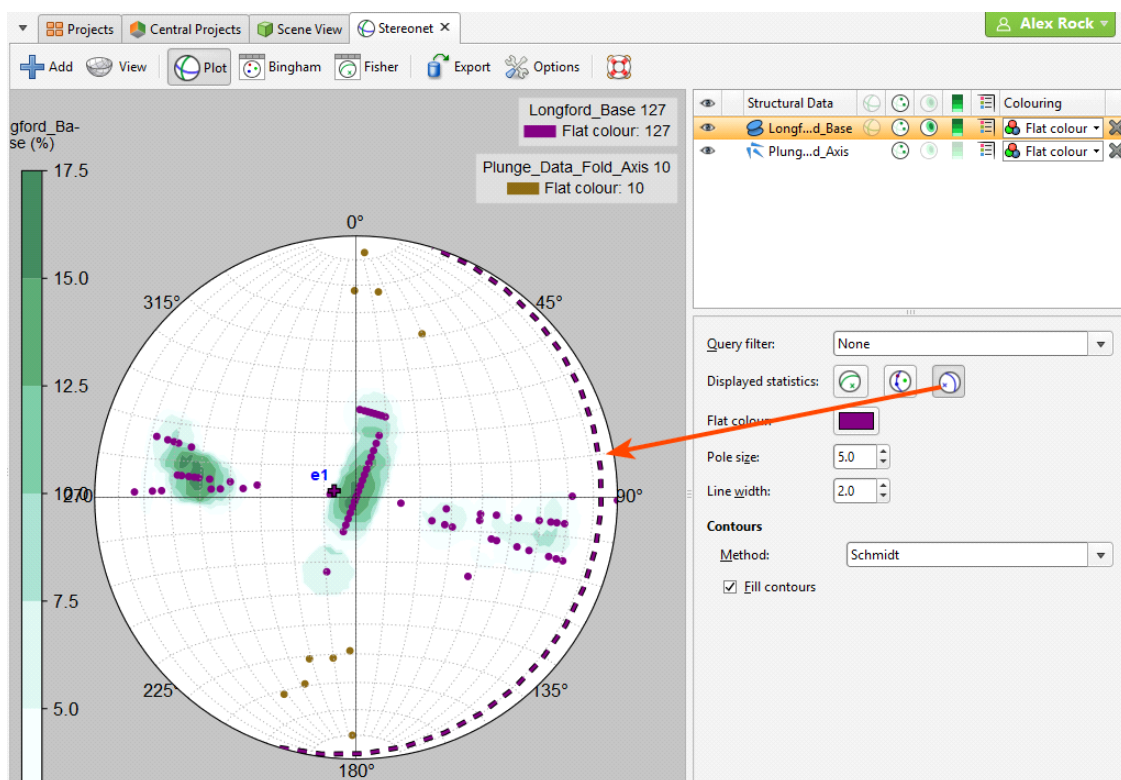 Projects Central Projects Scene View Stereonet Alex Rock
Add View Plot Bingham Fisher Export Options
gford_Ba-
se (%)
17.5
15.0
12.5
10.0
7.5
5.0
Longford_Base 127
Flat colour: 127
Plunge_Data_Fold_Axis 10
Flat colour: 10
0°
315° 45°
e1
270 90°
225° 135°
180°
Structural Data Colouring
Longf...d_Base Flat colour
Plung...d_Axis Flat colour
Query filter: None
Displayed statistics:
Flat colour:
Pole size: 5.0
Line width: 2.0
Contours
Method: Schmidt
Fill contours